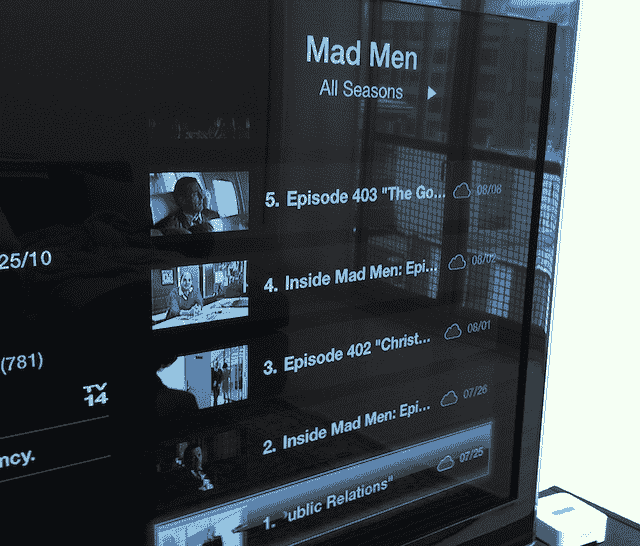 Mad Men
All Seasons
5. Episode 403 "The Go... 08/08
4. Inside Mad Men: Epi... 08/02
3. Episode 402 "Christ... 08/01
2. Inside Mad Men: Epi... 07/26
1. "Public Relations" 07/25
25/10
(781)
TV
14
ncy.